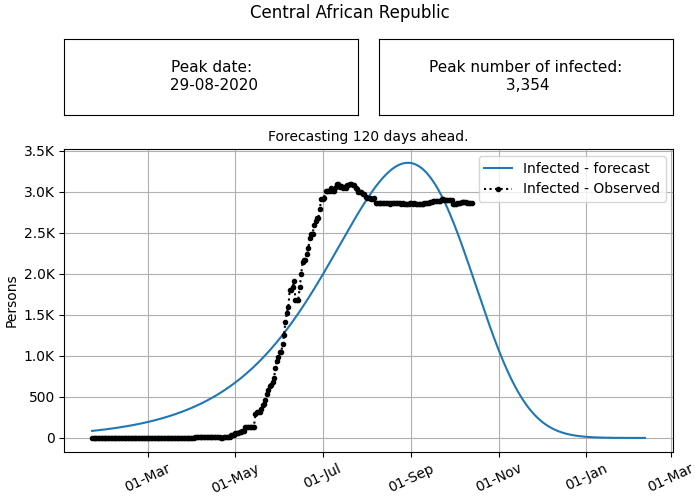 Central African Republic
Peak date:
29-08-2020
Peak number of infected:
3,354
Forecasting 120 days ahead.
3.5K
3.0K
2.5K
2.0K
1.5K
1.0K
500
0
Persons
Infected - forecast
Infected - Observed
01-Mar
01-May
01-Jul
01-Sep
01-Nov
01-Jan
01-Mar